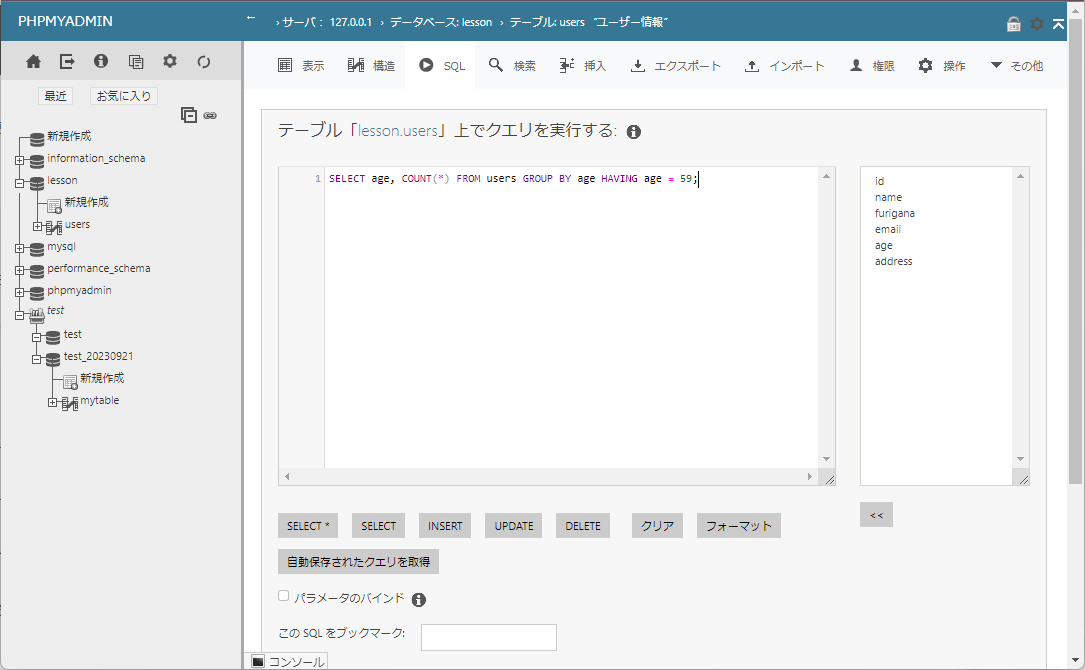 PHPMYADMIN
← › サーバ： 127.0.0.1 › データベース: lesson › テーブル: users “ユーザー情報”
最近 お気に入り
新規作成
information_schema
lesson
新規作成
users
mysql
performance_schema
phpmyadmin
test
test
test_20230921
新規作成
mytable
表示 構造 SQL 検索 挿入 エクスポート インポート 権限 操作 その他
テーブル「lesson.users」上でクエリを実行する:
1 SELECT age, COUNT(*) FROM users GROUP BY age HAVING age = 59;
id
name
furigana
email
age
address
SELECT * SELECT INSERT UPDATE DELETE クリア フォーマット
<<
自動保存されたクエリを取得
パラメータのバインド
この SQL をブックマーク:
コンソール